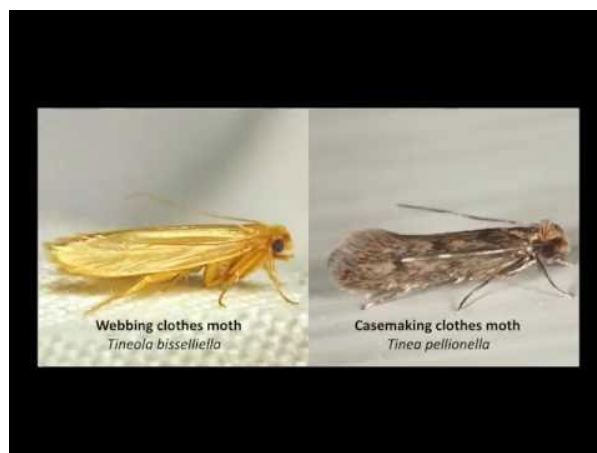 Webbing clothes moth
Tineola bisselliella
Casemaking clothes moth
Tinea pellionella